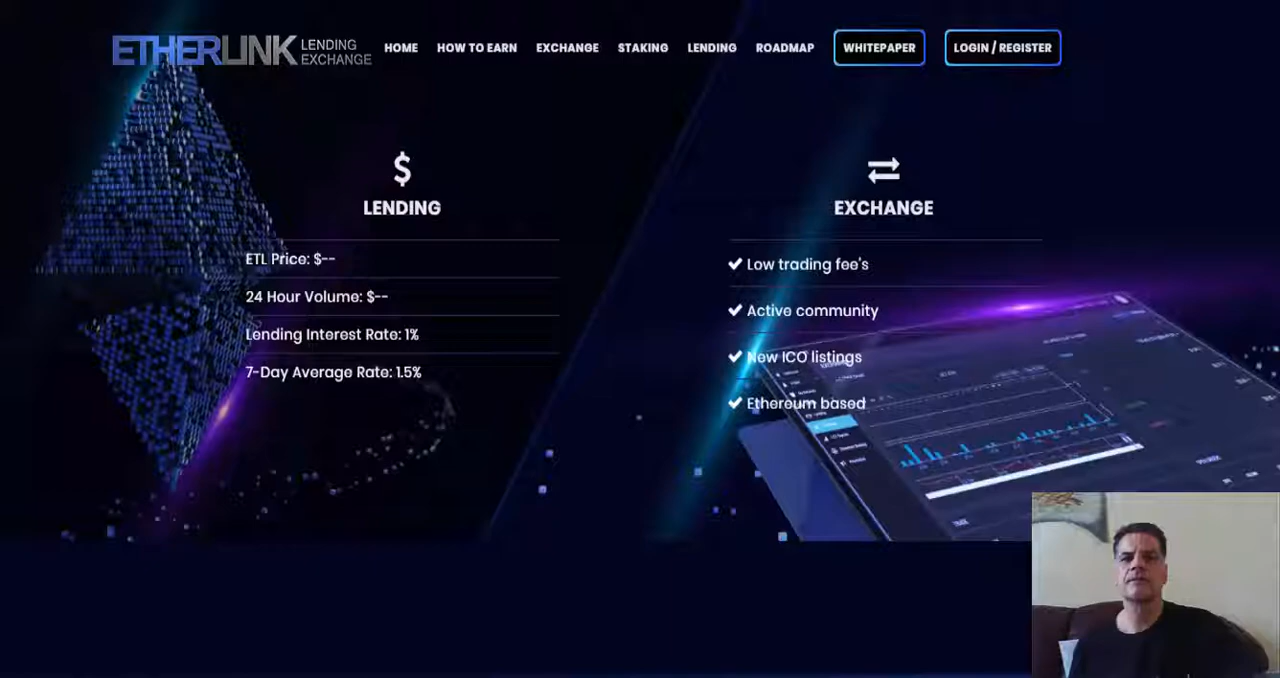 ETHERLINK LENDING EXCHANGE
HOME
HOW TO EARN
EXCHANGE
STAKING
LENDING
ROADMAP
WHITEPAPER
LOGIN / REGISTER
$
LENDING
ETL Price: $--
24 Hour Volume: $--
Lending Interest Rate: 1%
7-Day Average Rate: 1.5%
EXCHANGE
Low trading fee's
Active community
New ICO listings
Ethereum based